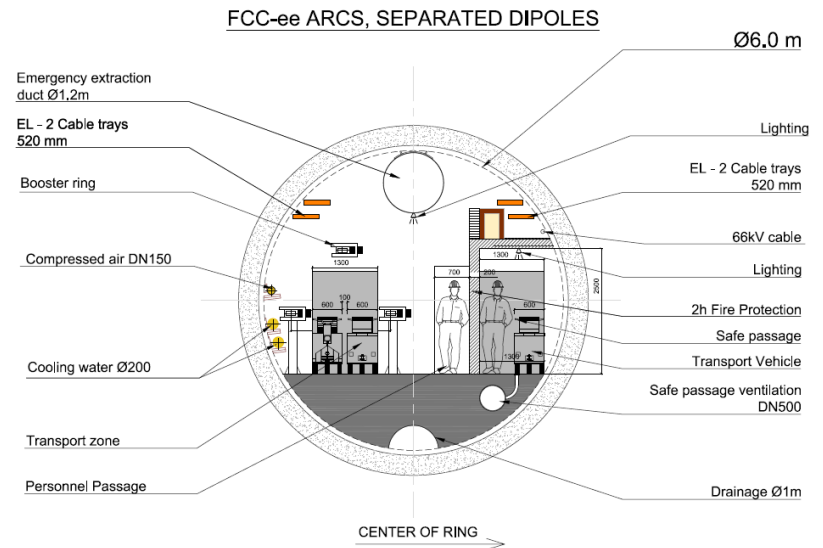 FCC-ee ARCS, SEPARATED DIPOLES
Ø6.0 m
Emergency extraction
duct Ø1.2m
EL - 2 Cable trays
520 mm
Booster ring
Compressed air DN150
Cooling water Ø200
Transport zone
Personnel Passage
Lighting
EL - 2 Cable trays
520 mm
66kV cable
Lighting
2h Fire Protection
Safe passage
Transport Vehicle
Safe passage ventilation
DN500
Drainage Ø1m
1300
600
100
600
700
200
1300
2500
1300
600
CENTER OF RING